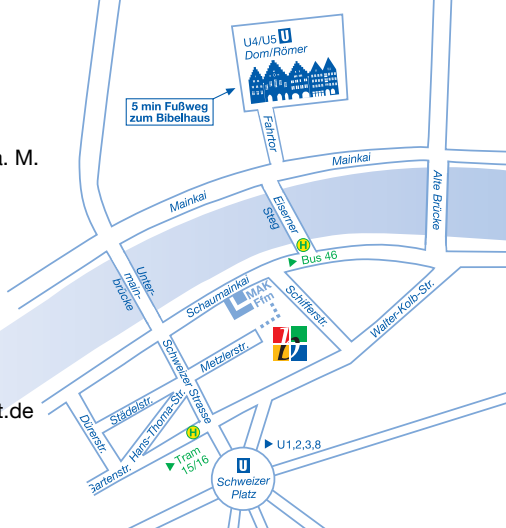 U4/U5 U
Dom/Römer
5 min Fußweg
zum Bibelhaus
Fahrtor
a. M.
Mainkai
Mainkai
Alte Brücke
Eiserner
Steg
H
Bus 46
Unter-
main-
brücke
Schaumainkai
MAK
Ffm
Schifferstr.
Walter-Kolb-Str.
Schweizer Strasse
Metzlerstr.
t.de
Städelstr.
Dürerstr.
Hans-Thoma-Str.
Gartenstr.
H
Tram
15/16
U1,2,3,8
U
Schweizer
Platz